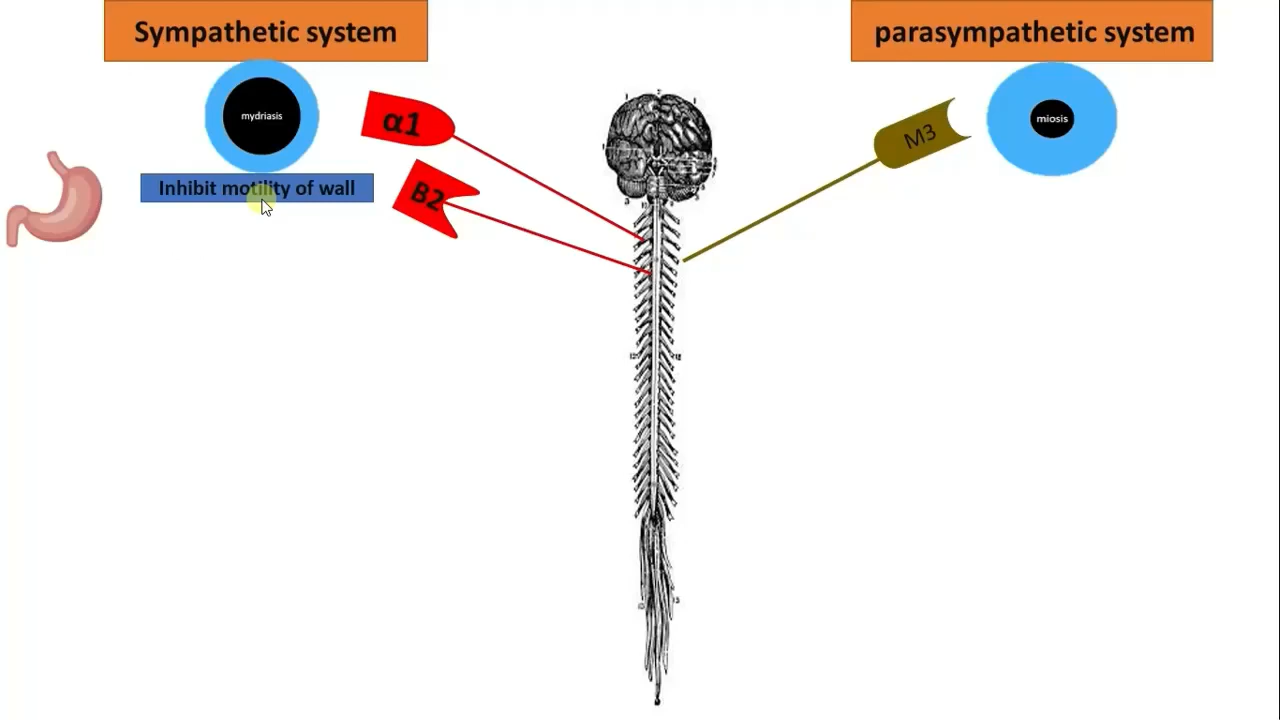 Sympathetic system
parasympathetic system
mydriasis
α1
M3
miosis
Inhibit motility of wall
B2